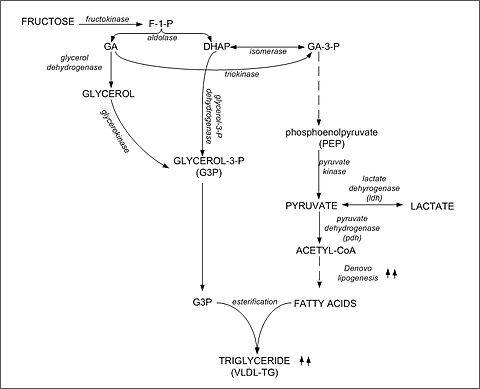 FRUCTOSE fructokinase F-1-P
aldolase
GA DHAP isomerase GA-3-P
glycerol
dehydrogenase
triokinase
GLYCEROL
glycerol-3-P
dehydrogenase
glycerokinase
phosphoenolpyruvate
(PEP)
GLYCEROL-3-P
(G3P)
pyruvate
kinase
lactate
dehyrogenase
(ldh)
PYRUVATE LACTATE
pyruvate
dehydrogenase
(pdh)
ACETYL-CoA
Denovo
lipogenesis
G3P esterification FATTY ACIDS
TRIGLYCERIDE
(VLDL-TG)